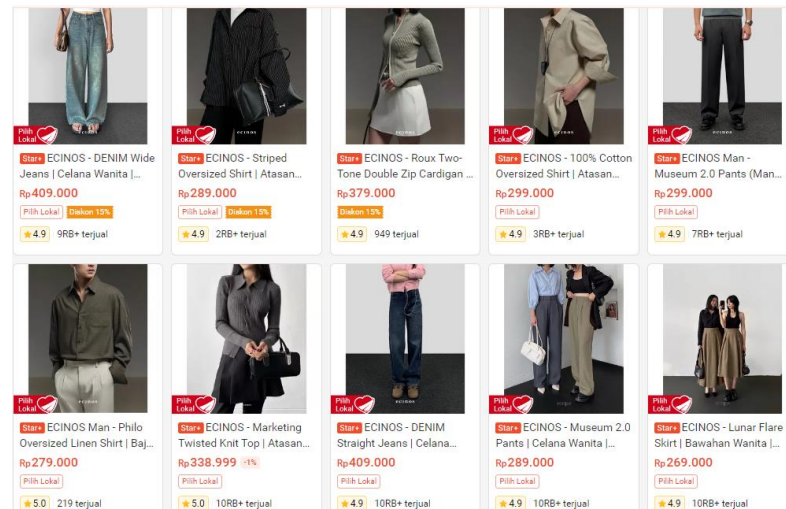 ecinos
ecinos
ecinos
ecinos
Pilih
Lokal
Pilih
Lokal
Pilih
Lokal
Pilih
Lokal
Star+ ECINOS - DENIM Wide
Jeans | Celana Wanita |...
Rp409.000
Pilih Lokal Diskon 15%
4.9 9RB+ terjual
Star+ ECINOS - Striped
Oversized Shirt | Atasan...
Rp289.000
Pilih Lokal Diskon 15%
4.9 2RB+ terjual
Star+ ECINOS - Roux Two-
Tone Double Zip Cardigan ...
Rp379.000
Diskon 15%
4.9 949 terjual
Star+ ECINOS - 100% Cotton
Oversized Shirt | Atasan...
Rp299.000
Pilih Lokal
4.9 3RB+ terjual
Star+ ECINOS Man -
Museum 2.0 Pants (Man...
Rp299.000
Pilih Lokal
4.9 7RB+ terjual
ecinos
ecinos
ecinos
Pilih
Lokal
Pilih
Lokal
Pilih
Lokal
Pilih
Lokal
Pilih
Lokal
Star+ ECINOS Man - Philo
Oversized Linen Shirt | Baj...
Rp279.000
Pilih Lokal
5.0 219 terjual
Star+ ECINOS - Marketing
Twisted Knit Top | Atasan...
Rp338.999 -1%
Pilih Lokal
5.0 10RB+ terjual
Star+ ECINOS - DENIM
Straight Jeans | Celana...
Rp409.000
Pilih Lokal
4.9 10RB+ terjual
Star+ ECINOS - Museum 2.0
Pants | Celana Wanita |...
Rp289.000
Pilih Lokal
4.9 10RB+ terjual
Star+ ECINOS - Lunar Flare
Skirt | Bawahan Wanita |...
Rp269.000
Pilih Lokal
4.9 10RB+ terjual